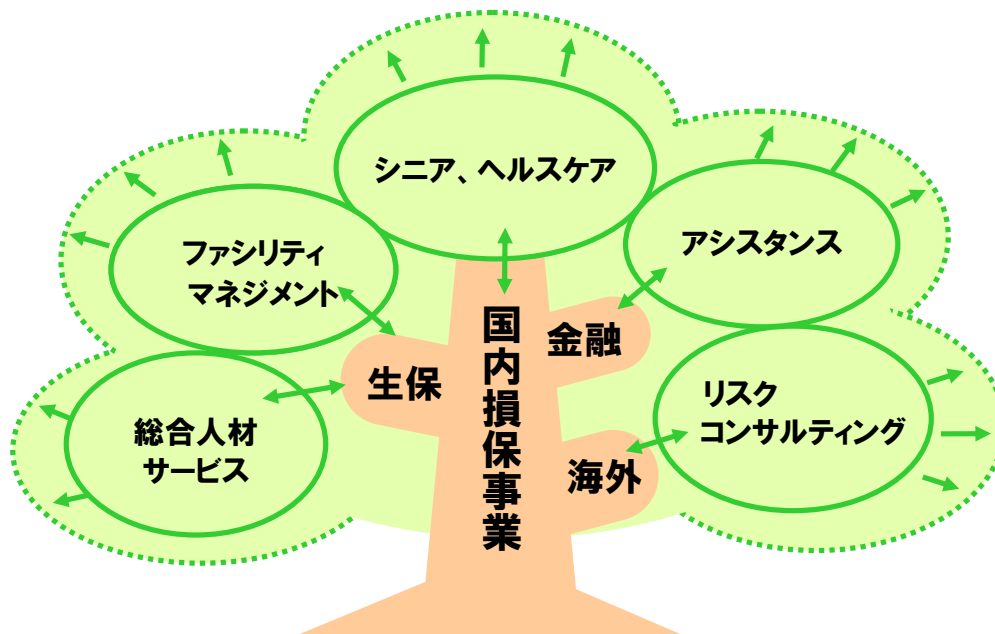 シニア、ヘルスケア
ファシリティ
マネジメント
アシスタンス
国内損保事業
金融
生保
リスク
コンサルティング
総合人材
サービス
海外